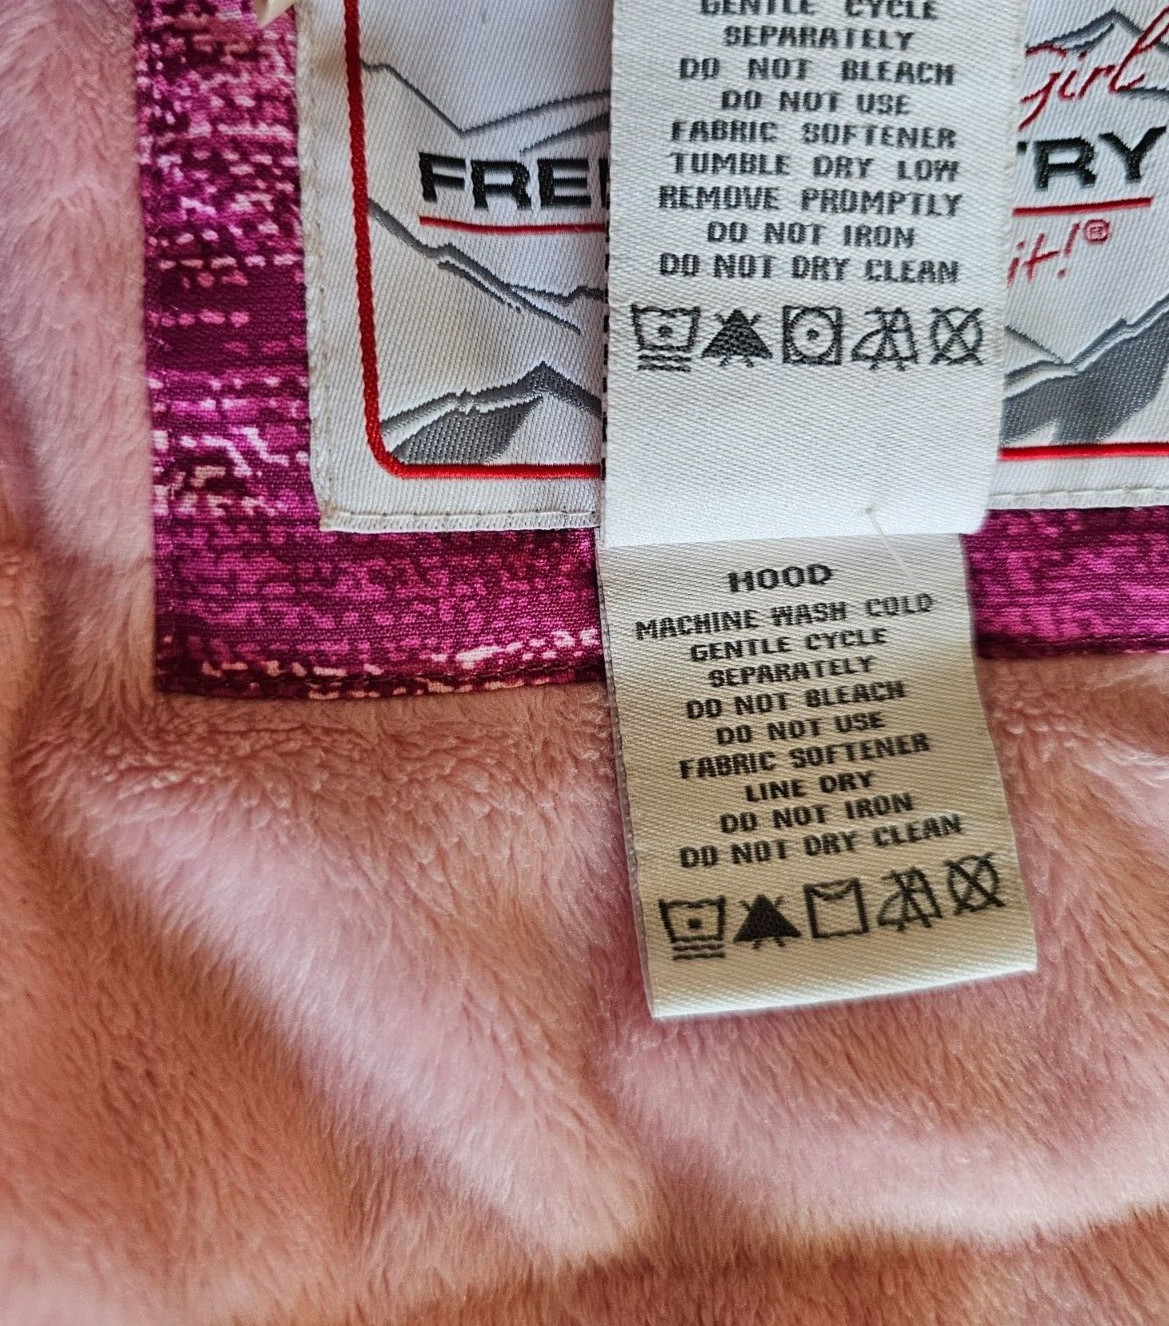 GENTLE CYCLE
SEPARATELY
DO NOT BLEACH
DO NOT USE
FABRIC SOFTENER
TUMBLE DRY LOW
REMOVE PROMPTLY
DO NOT IRON
DO NOT DRY CLEAN
girl
FRE
TRY
it!®
HOOD
MACHINE WASH COLD
GENTLE CYCLE
SEPARATELY
DO NOT BLEACH
DO NOT USE
FABRIC SOFTENER
LINE DRY
DO NOT IRON
DO NOT DRY CLEAN